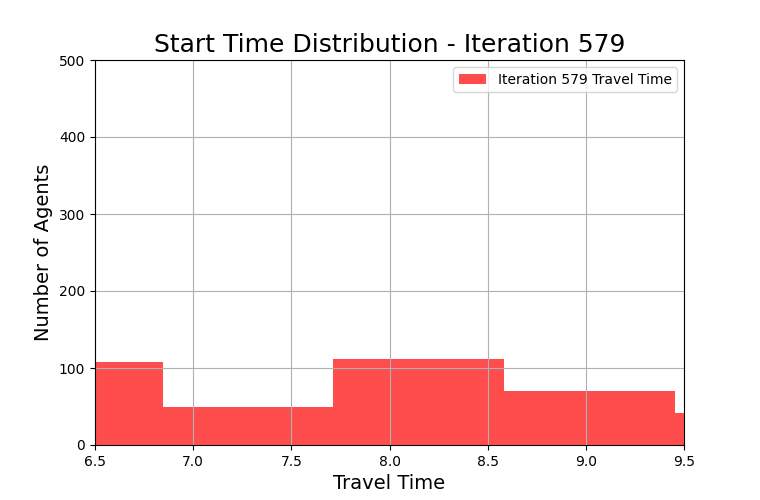 Start Time Distribution - Iteration 579
500
Iteration 579 Travel Time
400
300
200
100
0
Number of Agents
6.5 7.0 7.5 8.0 8.5 9.0 9.5
Travel Time